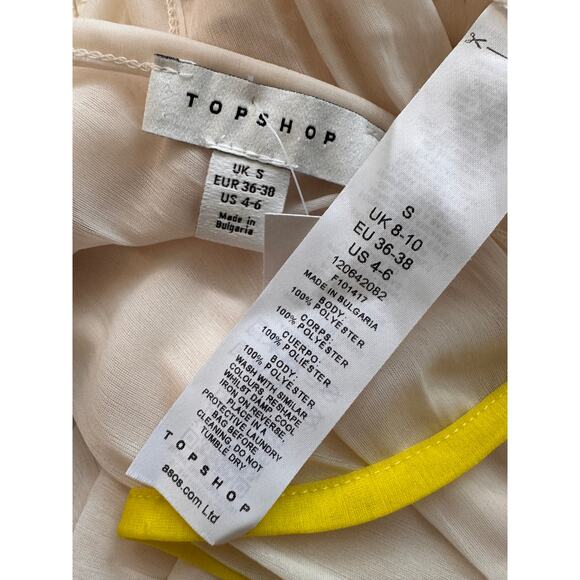 TOPSHOP
UK S
EUR 36-38
US 4-6
Made in
Bulgaria
S
UK 8-10
EU 36-38
US 4-6
120642082
F101417
MADE IN BULGARIA
BODY:
100% POLYESTER
CORPS:
100% POLYESTER
CUERPO:
100% POLIÉSTER
BODY:
100% POLYESTER
WASH WITH SIMILAR
COLOURS. RESHAPE
WHILST DAMP. COOL
IRON ON REVERSE.
PLACE IN A
PROTECTIVE LAUNDRY
BAG BEFORE
CLEANING. DO NOT
TUMBLE DRY
TOPSHOP
asos.com Ltd